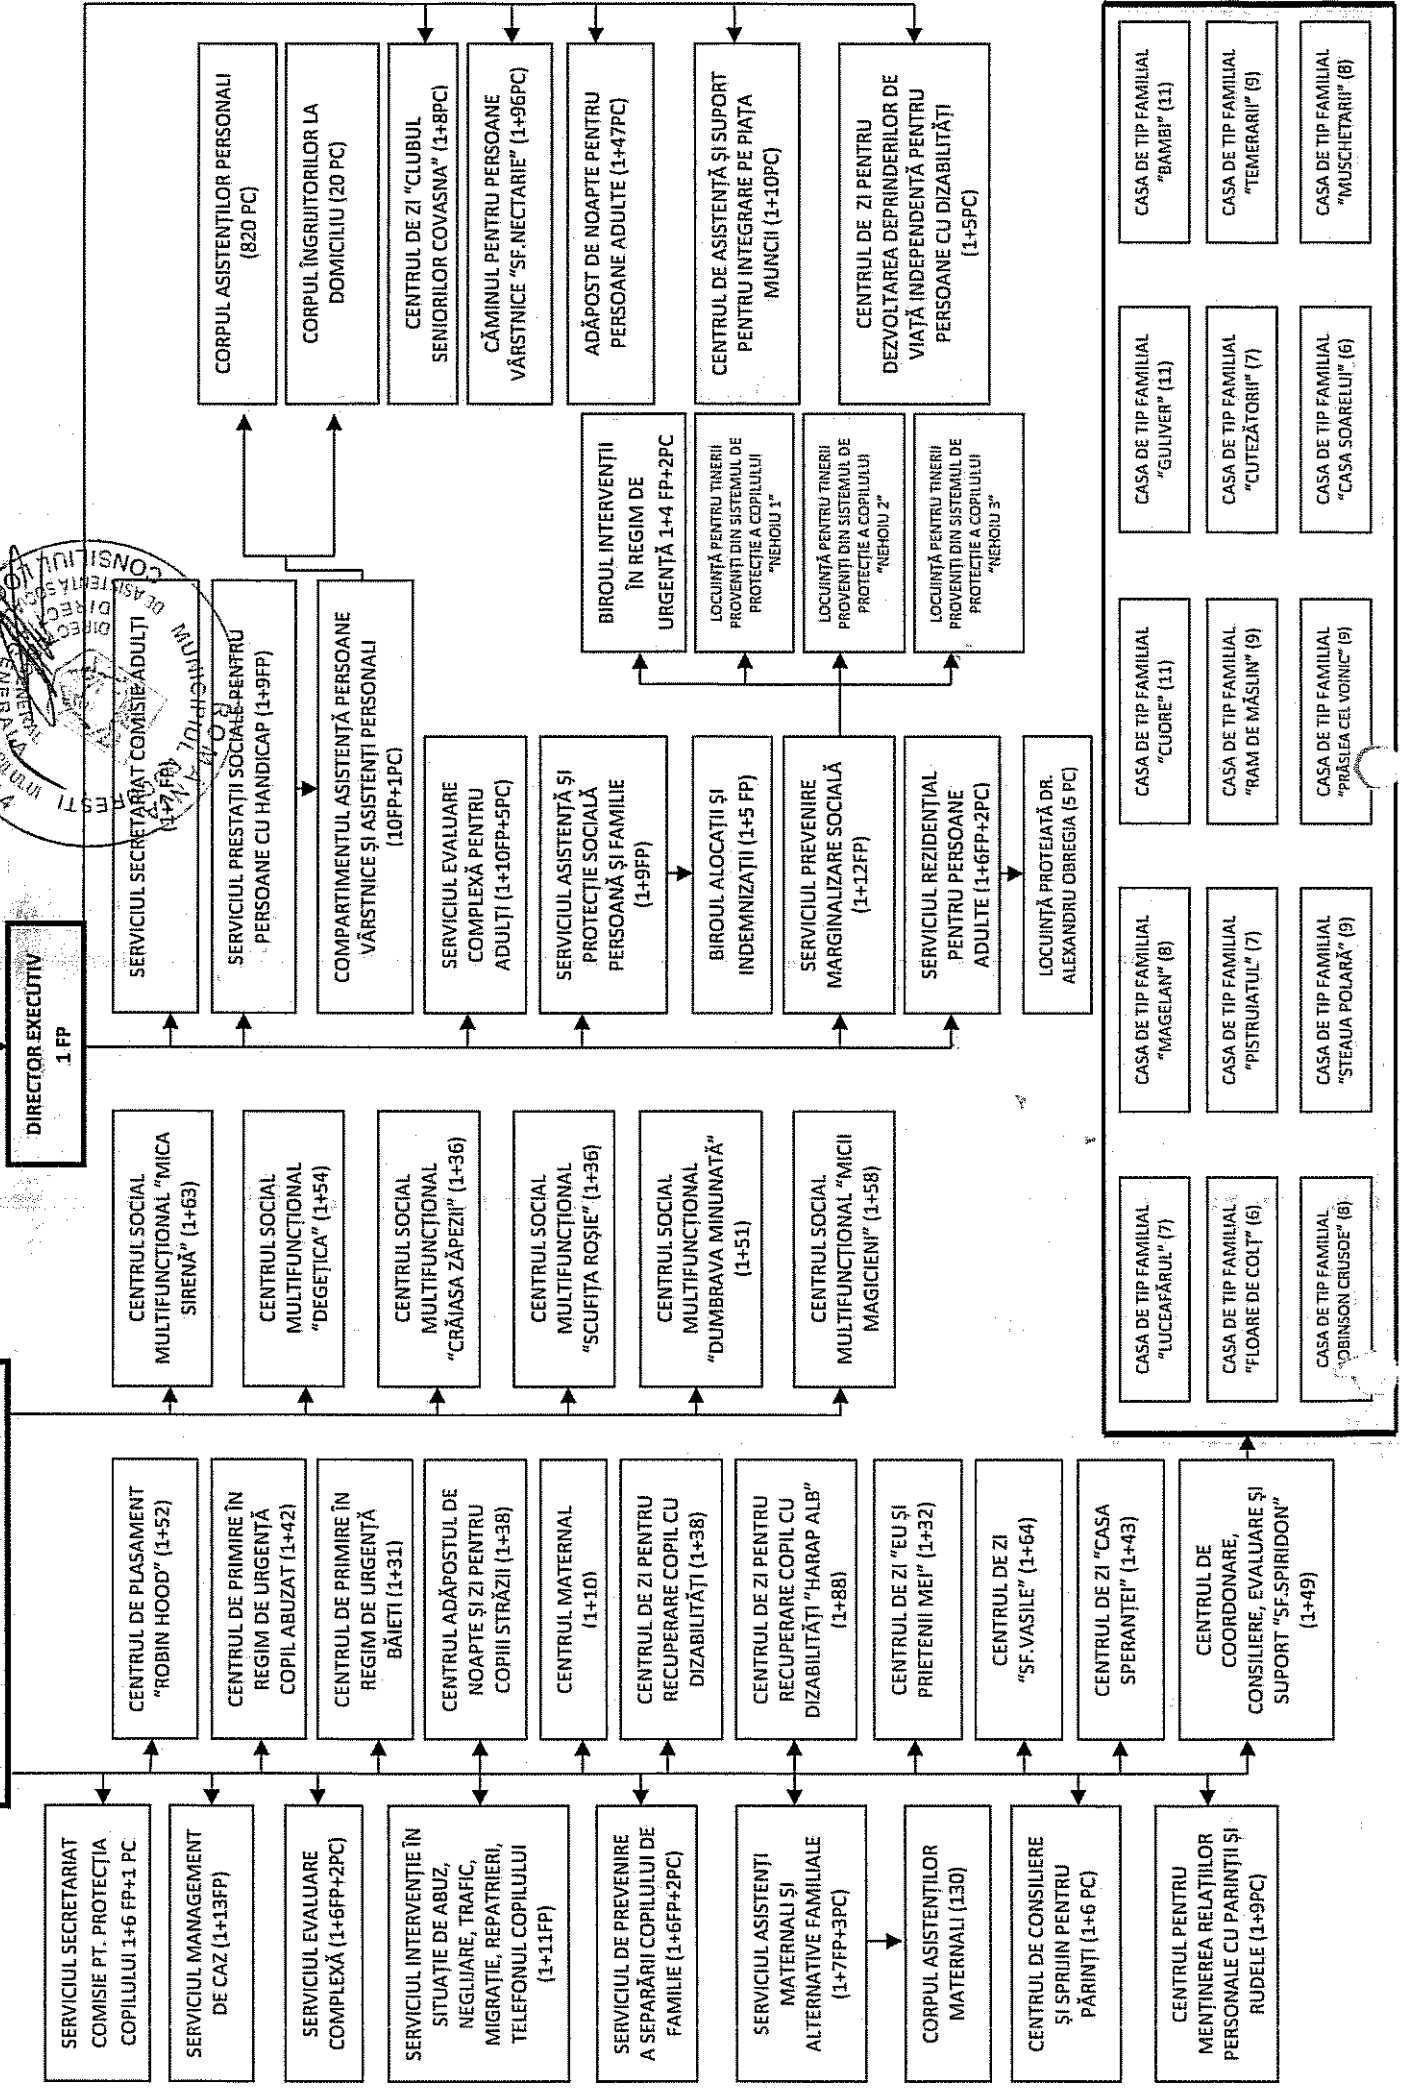 DIRECTOR EXECUTIV
1 FP
SERVICIUL SECRETARIAT
COMISIE PT. PROTECȚIA
COPILULUI 1+6 FP+1 PC
SERVICIUL MANAGEMENT
DE CAZ (1+13FP)
SERVICIUL EVALUARE
COMPLEXĂ (1+6FP+2PC)
SERVICIUL INTERVENȚIE ÎN
SITUAȚIE DE ABUZ,
NEGLIJARE, TRAFIC,
MIGRAȚIE, REPATRIERI,
TELEFONUL COPILULUI
(1+11FP)
SERVICIUL DE PREVENIRE
A SEPARĂRII COPILULUI DE
FAMILIE (1+6FP+2PC)
SERVICIUL ASISTENȚI
MATERNALI ȘI
ALTERNATIVE FAMILIALE
(1+7FP+3PC)
CORPUL ASISTENȚILOR
MATERNALI (130)
CENTRUL DE CONSILIERE
ȘI SPRIJIN PENTRU
PĂRINȚI (1+6 PC)
CENTRUL PENTRU
MENȚINEREA RELAȚIILOR
PERSONALE CU PARINȚII ȘI
RUDELE (1+9PC)
CENTRUL DE PLASAMENT
"ROBIN HOOD" (1+52)
CENTRUL DE PRIMIRE ÎN
REGIM DE URGENȚĂ
COPIL ABUZAT (1+42)
CENTRUL DE PRIMIRE ÎN
REGIM DE URGENȚĂ
BĂIETI (1+31)
CENTRUL ADĂPOSTUL DE
NOAPTE ȘI ZI PENTRU
COPIII STRĂZII (1+38)
CENTRUL MATERNAL
(1+10)
CENTRUL DE ZI PENTRU
RECUPERARE COPIL CU
DIZABILITĂȚI (1+38)
CENTRUL DE ZI PENTRU
RECUPERARE COPIL CU
DIZABILITĂȚI "HARAP ALB"
(1+88)
CENTRUL DE ZI "EU ȘI
PRIETENII MEI" (1+32)
CENTRUL DE ZI
"SF.VASILE" (1+64)
CENTRUL DE ZI "CASA
SPERANȚEI" (1+43)
CENTRUL DE
COORDONARE,
CONSILIERE, EVALUARE ȘI
SUPORT "SF.SPIRIDON"
(1+49)
CENTRUL SOCIAL
MULTIFUNCȚIONAL "MICA
SIRENĂ" (1+63)
CENTRUL SOCIAL
MULTIFUNCȚIONAL
"DEGEȚICA" (1+54)
CENTRUL SOCIAL
MULTIFUNCȚIONAL
"CRĂIASA ZĂPEZII" (1+36)
CENTRUL SOCIAL
MULTIFUNCȚIONAL
"SCUFIȚA ROȘIE" (1+36)
CENTRUL SOCIAL
MULTIFUNCȚIONAL
"DUMBRAVA MINUNATĂ"
(1+51)
CENTRUL SOCIAL
MULTIFUNCȚIONAL "MICII
MAGICIENI" (1+58)
SERVICIUL SECRETARIAT COMISIE ADULȚI
(1+7 FP)
SERVICIUL PRESTAȚII SOCIALE PENTRU
PERSOANE CU HANDICAP (1+9FP)
COMPARTIMENTUL ASISTENȚĂ PERSOANE
VÂRSTNICE ȘI ASISTENȚI PERSONALI
(10FP+1PC)
SERVICIUL EVALUARE
COMPLEXĂ PENTRU
ADULȚI (1+10FP+5PC)
SERVICIUL ASISTENȚĂ ȘI
PROTECȚIE SOCIALĂ
PERSOANĂ ȘI FAMILIE
(1+9FP)
BIROUL ALOCAȚII ȘI
INDEMNIZAȚII (1+5 FP)
SERVICIUL PREVENIRE
MARGINALIZARE SOCIALĂ
(1+12FP)
SERVICIUL REZIDENȚIAL
PENTRU PERSOANE
ADULTE (1+6FP+2PC)
LOCUINȚĂ PROTEJATĂ DR.
ALEXANDRU OBREGIA (5 PC)
BIROUL INTERVENȚII
ÎN REGIM DE
URGENȚĂ 1+4 FP+2PC
LOCUINȚĂ PENTRU TINERII
PROVENIȚI DIN SISTEMUL DE
PROTECȚIE A COPILULUI
"NEHOIU 1"
LOCUINȚĂ PENTRU TINERII
PROVENIȚI DIN SISTEMUL DE
PROTECȚIE A COPILULUI
"NEHOIU 2"
LOCUINȚĂ PENTRU TINERII
PROVENIȚI DIN SISTEMUL DE
PROTECȚIE A COPILULUI
"NEHOIU 3"
CORPUL ASISTENȚILOR PERSONALI
(820 PC)
CORPUL ÎNGRIJITORILOR LA
DOMICILIU (20 PC)
CENTRUL DE ZI "CLUBUL
SENIORILOR COVASNA" (1+8PC)
CĂMINUL PENTRU PERSOANE
VÂRSTNICE "SF.NECTARIE" (1+96PC)
ADĂPOST DE NOAPTE PENTRU
PERSOANE ADULTE (1+47PC)
CENTRUL DE ASISTENȚĂ ȘI SUPORT
PENTRU INTEGRARE PE PIAȚA
MUNCII (1+10PC)
CENTRUL DE ZI PENTRU
DEZVOLTAREA DEPRINDERILOR DE
VIAȚĂ INDEPENDENTĂ PENTRU
PERSOANE CU DIZABILITĂȚI
(1+5PC)
CASA DE TIP FAMILIAL
"LUCEAFĂRUL" (7)
CASA DE TIP FAMILIAL
"MAGELAN" (8)
CASA DE TIP FAMILIAL
"CUORE" (11)
CASA DE TIP FAMILIAL
"GULIVER" (11)
CASA DE TIP FAMILIAL
"BAMBI" (11)
CASA DE TIP FAMILIAL
"FLOARE DE COLȚ" (6)
CASA DE TIP FAMILIAL
"PISTRUIATUL" (7)
CASA DE TIP FAMILIAL
"RAM DE MĂSLIN" (9)
CASA DE TIP FAMILIAL
"CUTEZĂTORII" (7)
CASA DE TIP FAMILIAL
"TEMERARII" (9)
CASA DE TIP FAMILIAL
ROBINSON CRUSOE" (8)
CASA DE TIP FAMILIAL
"STEAUA POLARĂ" (9)
CASA DE TIP FAMILIAL
"PRÂSLEA CEL VOINIC" (9)
CASA DE TIP FAMILIAL
"CASA SOARELUI" (6)
CASA DE TIP FAMILIAL
"MUSCHETARII" (8)
ROMANIA
MUNICIPIUL
CONSILIUL